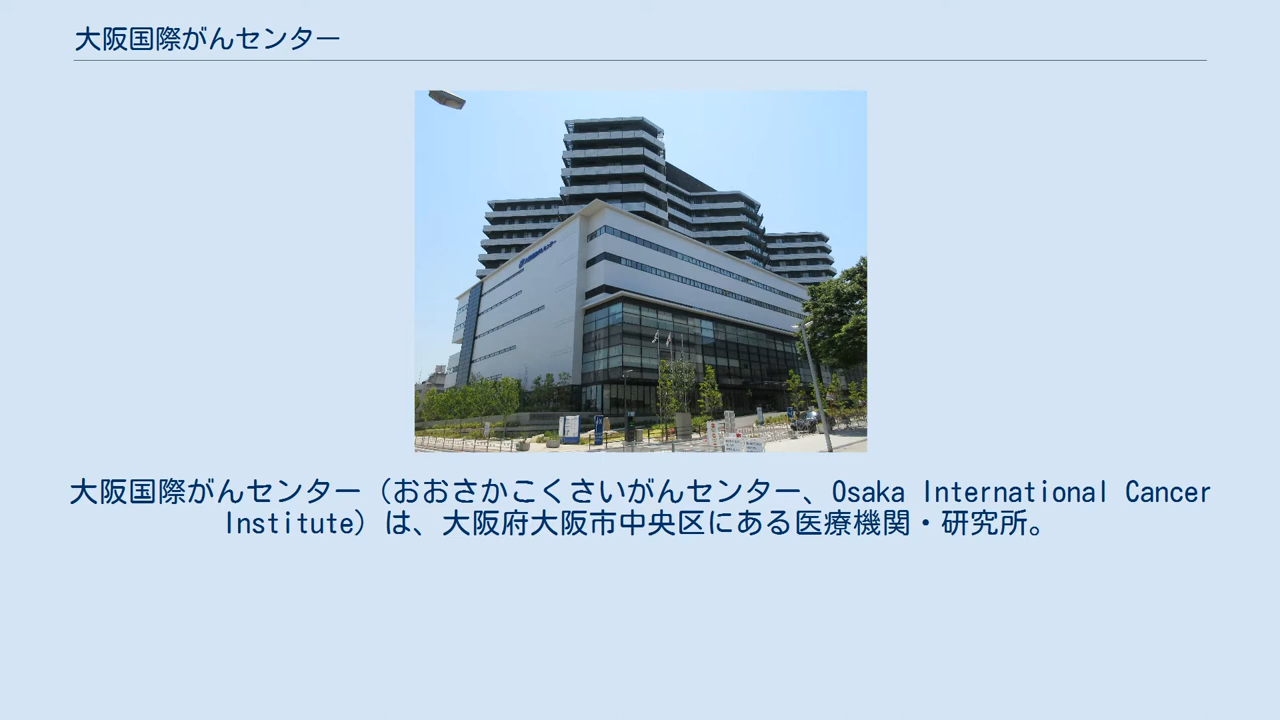 大阪国際がんセンター
大阪国際がんセンター（おおさかこくさいがんセンター、Osaka International Cancer
Institute）は、大阪府大阪市中央区にある医療機関・研究所。